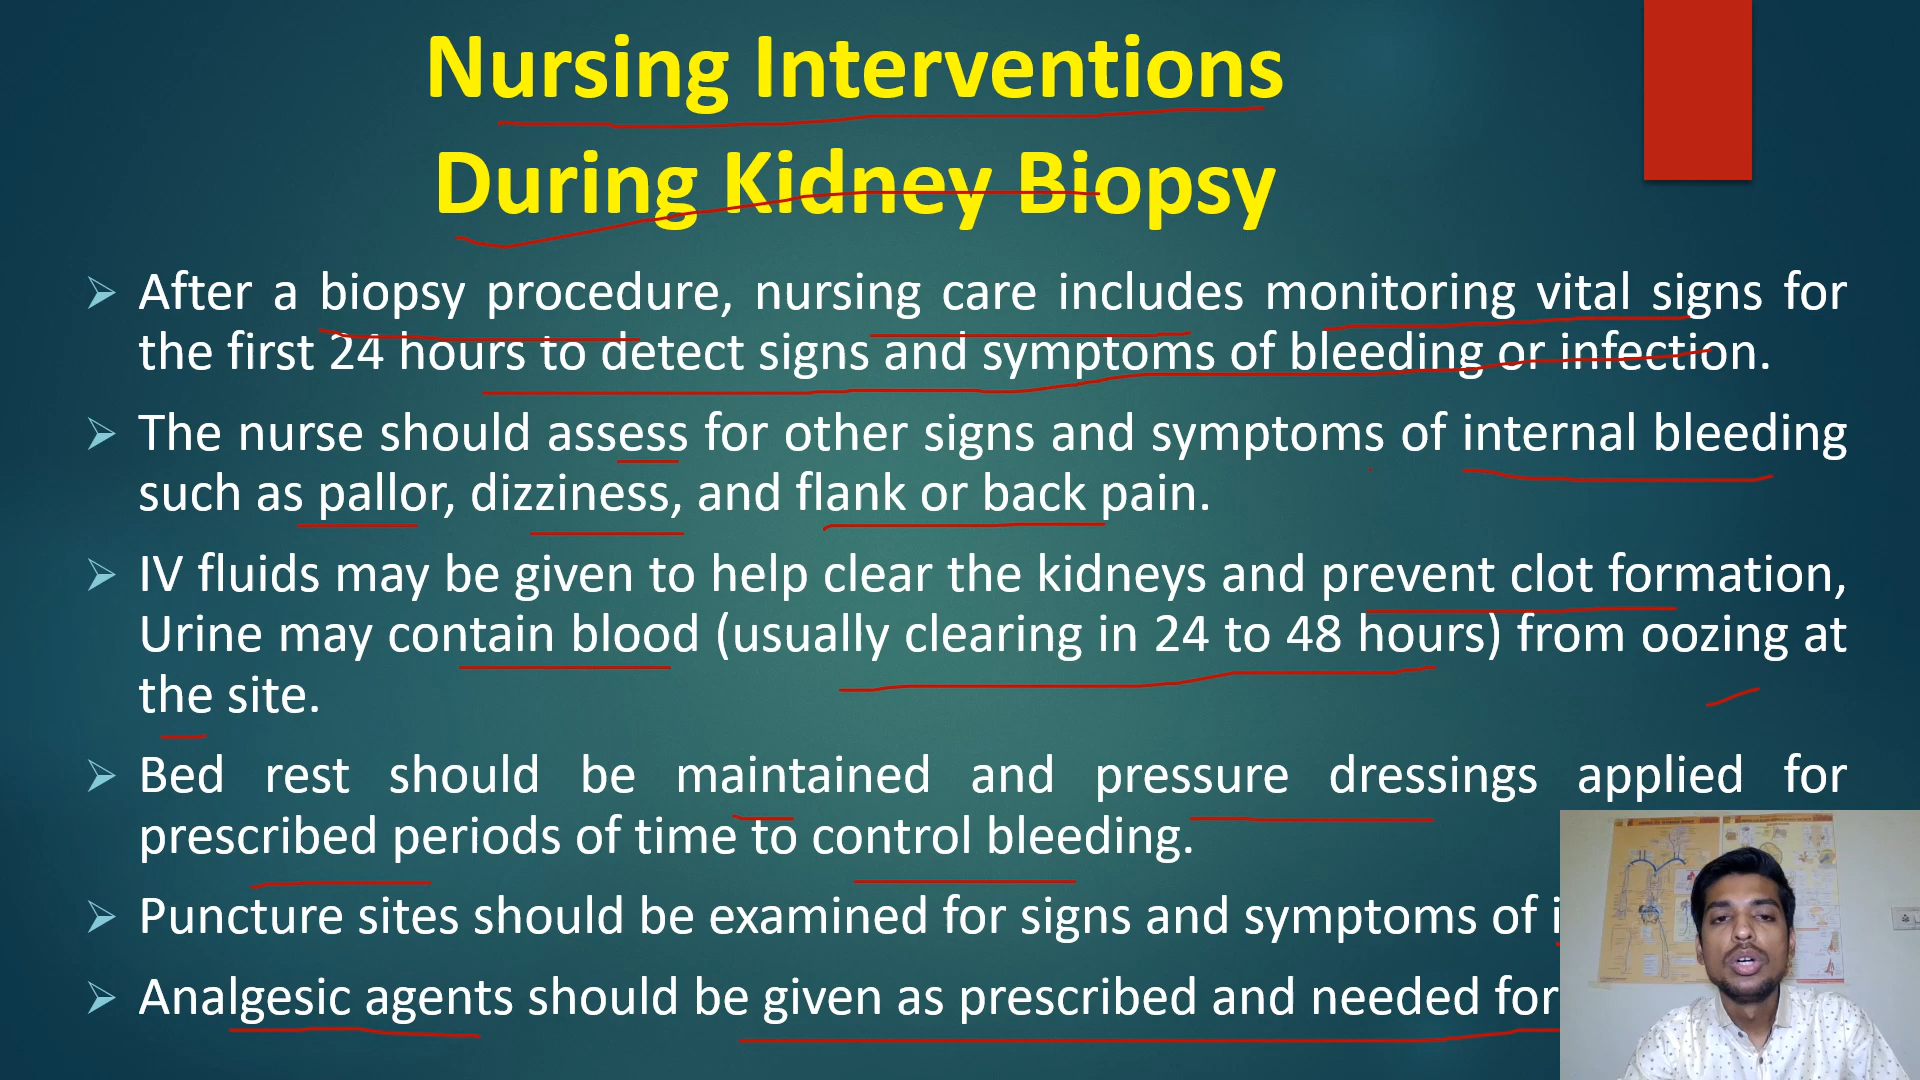 Nursing Interventions
During Kidney Biopsy
After a biopsy procedure, nursing care includes monitoring vital signs for
the first 24 hours to detect signs and symptoms of bleeding or infection.
The nurse should assess for other signs and symptoms of internal bleeding
such as pallor, dizziness, and flank or back pain.
IV fluids may be given to help clear the kidneys and prevent clot formation,
Urine may contain blood (usually clearing in 24 to 48 hours) from oozing at
the site.
Bed rest should be maintained and pressure dressings applied for
prescribed periods of time to control bleeding.
Puncture sites should be examined for signs and symptoms of
Analgesic agents should be given as prescribed and needed for